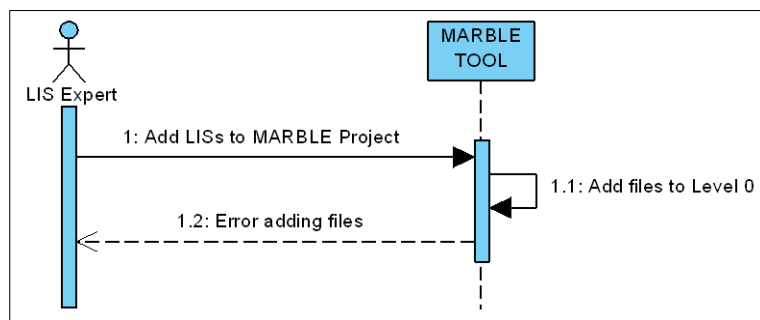 MARBLE
TOOL
LIS Expert
1: Add LISs to MARBLE Project
1.1: Add files to Level 0
1.2: Error adding files